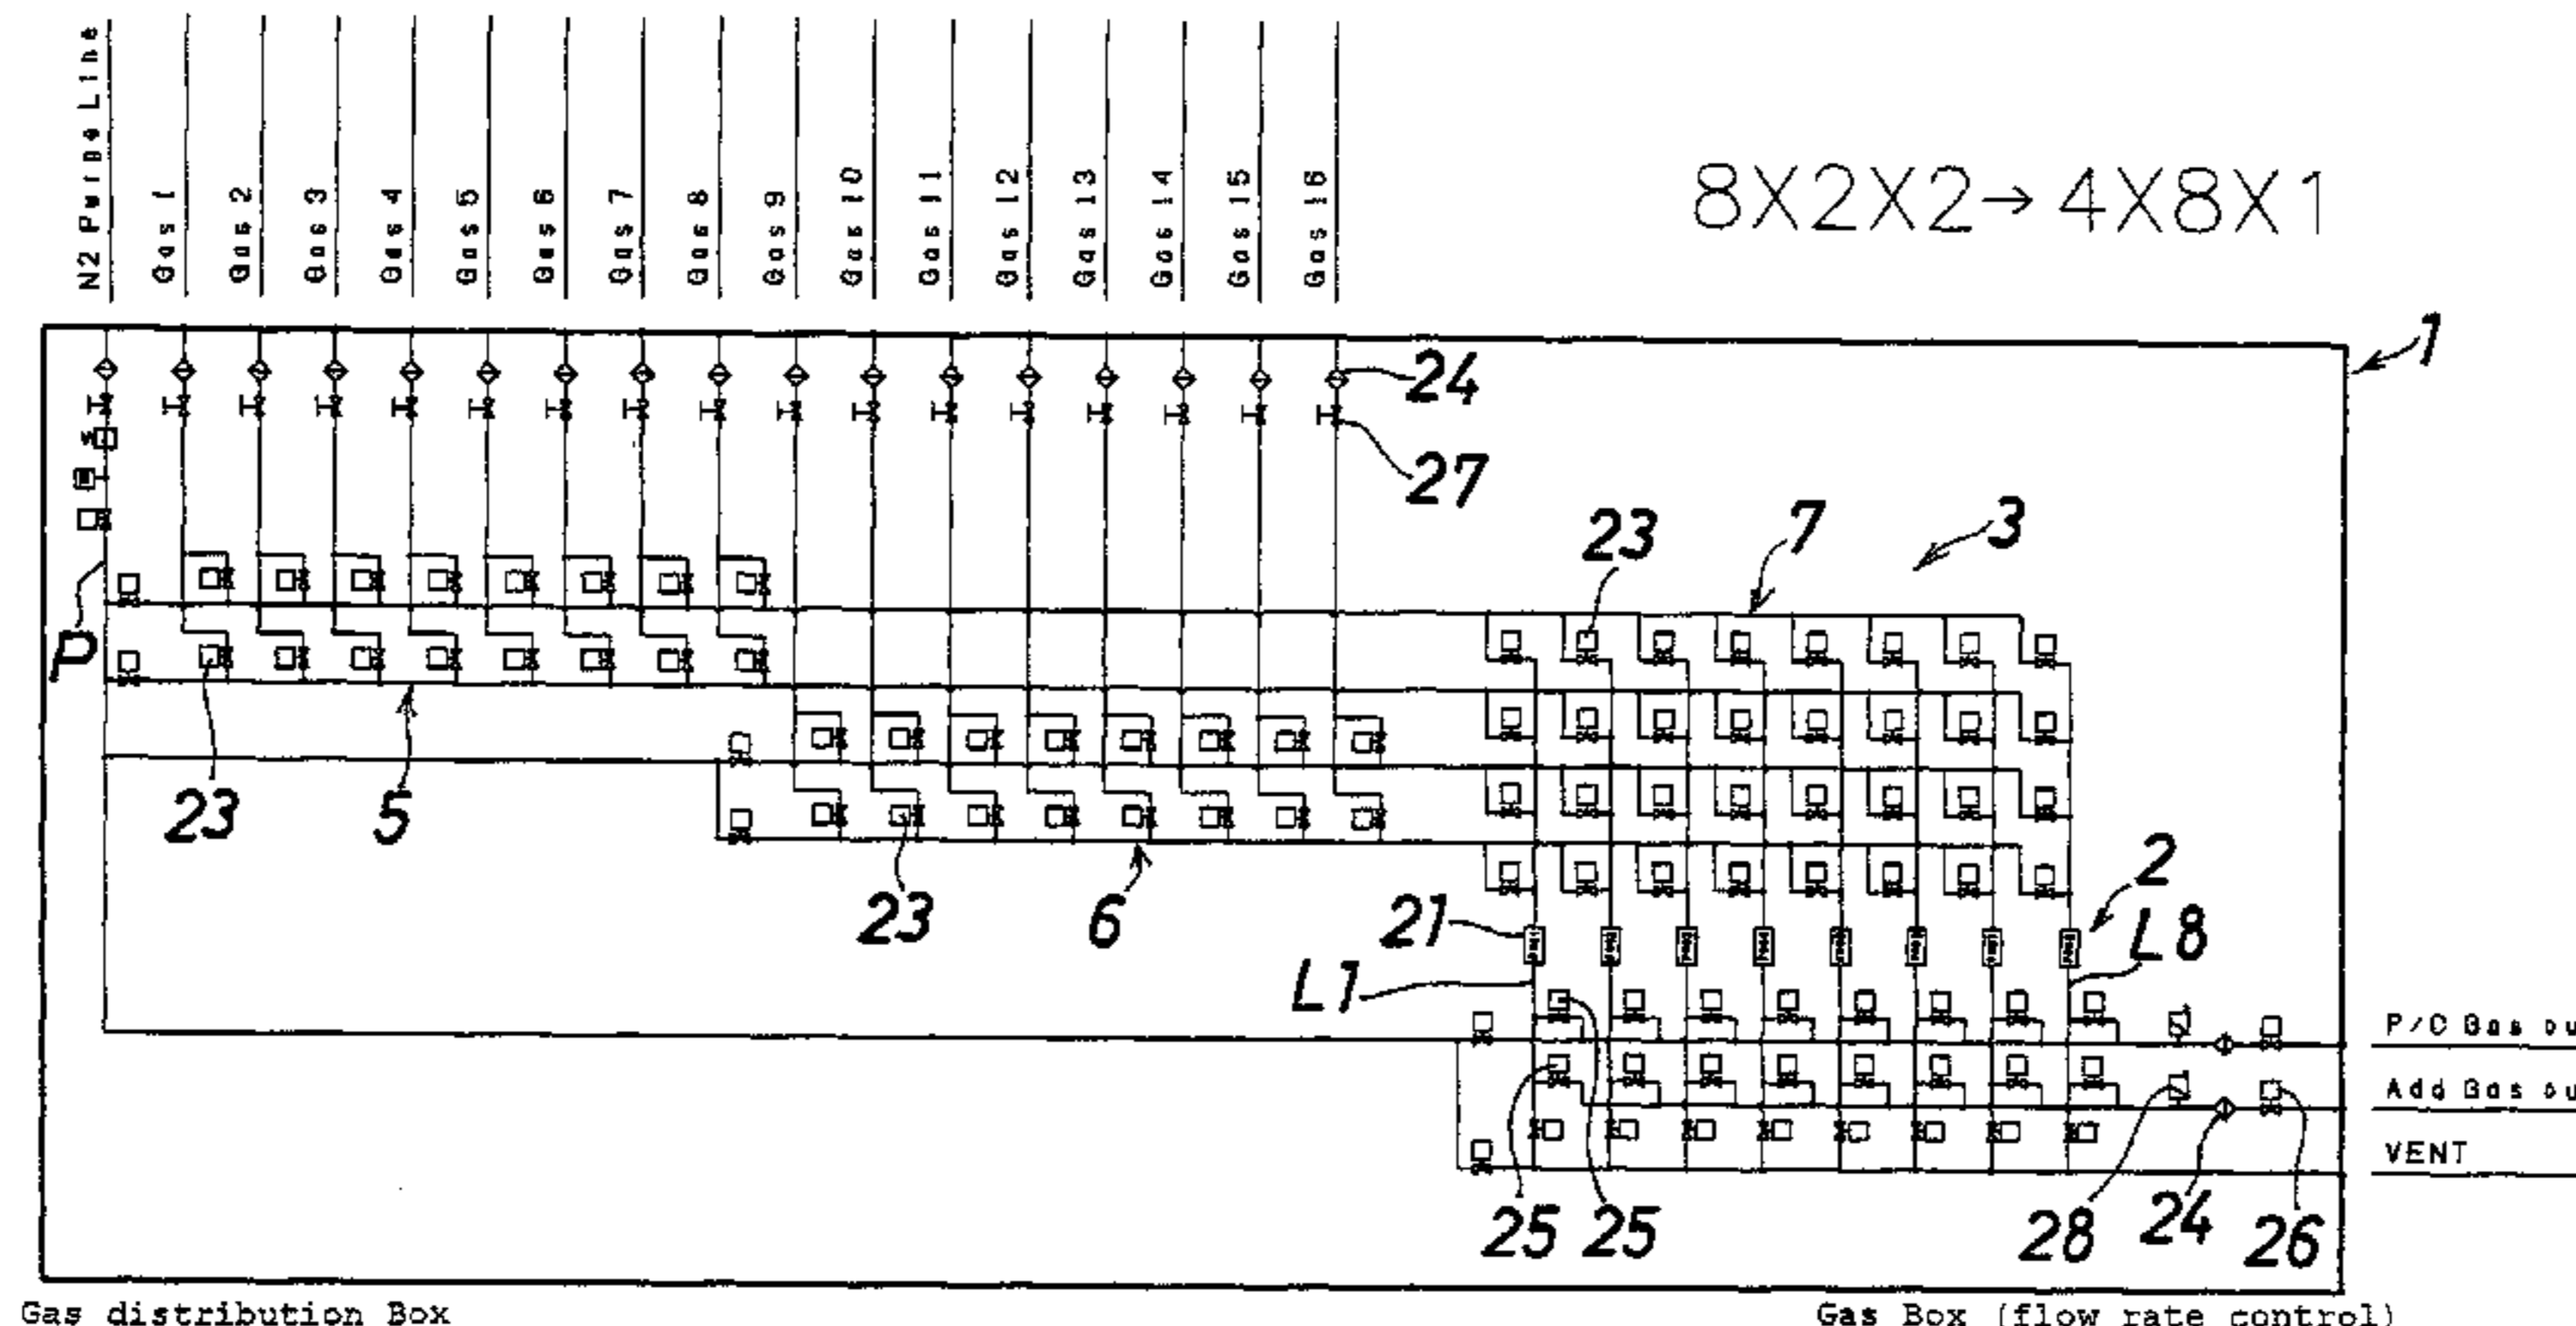 N2 Purge Line
Gas 1
Gas 2
Gas 3
Gas 4
Gas 5
Gas 6
Gas 7
Gas 8
Gas 9
Gas 10
Gas 11
Gas 12
Gas 13
Gas 14
Gas 15
Gas 16
8X2X2→4X8X1
1
24
27
23
7
3
P
23
5
23
6
21
2
L8
L1
25
25
28
24
26
P/C Gas ou
Add Gas ou
VENT
Gas distribution Box
Gas Box (flow rate control)